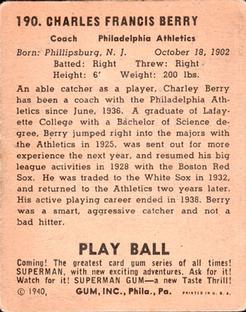 190. CHARLES FRANCIS BERRY
Coach Philadelphia Athletics
Born: Phillipsburg, N. J. October 18, 1902
Batted: Right Threw: Right
Height: 6' Weight: 200 lbs.
An able catcher as a player, Charley Berry
has been a coach with the Philadelphia Athl-
etics since June, 1936. A graduate of Lafay-
ette College with a Bachelor of Science de-
gree, Berry jumped right into the majors with
the Athletics in 1925, was sent out for more
experience the next year, and resumed his big
league activities in 1928 with the Boston Red
Sox. He was traded to the White Sox in 1932,
and returned to the Athletics two years later.
His active playing career ended in 1938. Berry
was a smart, aggressive catcher and not a
bad hitter.
PLAY BALL
Coming! The greatest card gum series of all times!
SUPERMAN, with new exciting adventures. Ask for it!
Watch for it! SUPERMAN GUM—a new Taste Thrill!
© 1940, GUM, INC., Phila., Pa. PRINTED IN U.S.A.